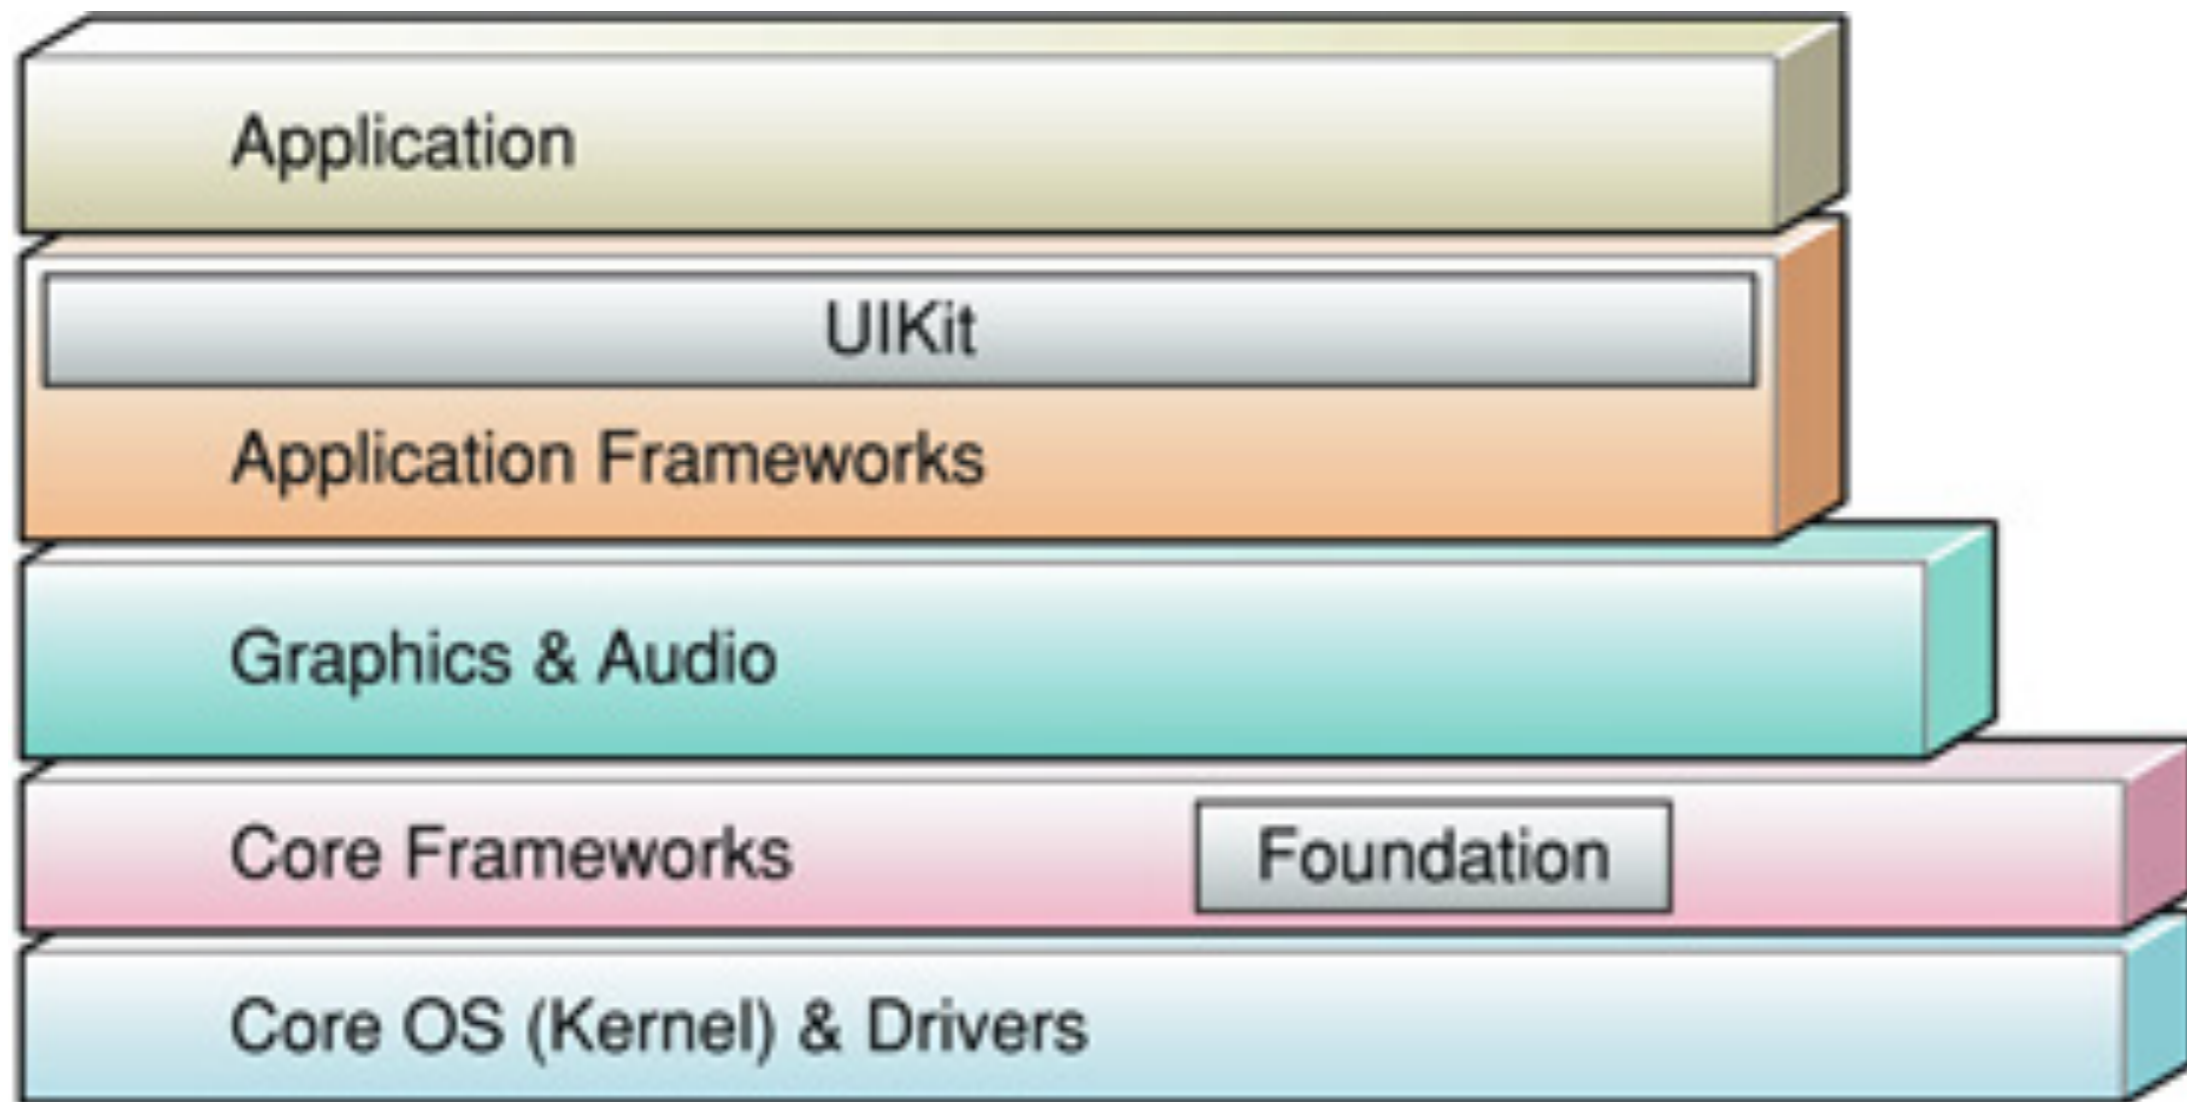 Application
UIKit
Application Frameworks
Graphics & Audio
Core Frameworks
Foundation
Core OS (Kernel) & Drivers